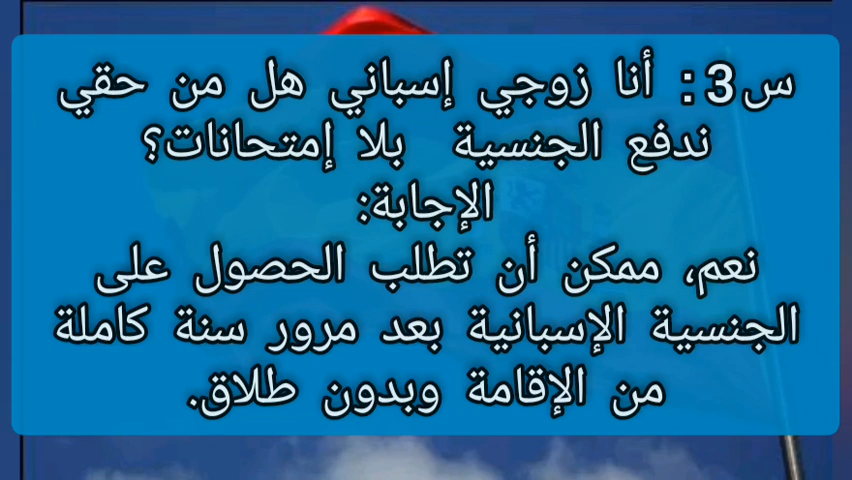 س3: أنا زوجي إسباني هل من حقي
ندفع الجنسية بلا إمتحانات؟
الإجابة:
نعم، ممكن أن تطلب الحصول على
الجنسية الإسبانية بعد مرور سنة كاملة
من الإقامة وبدون طلاق.